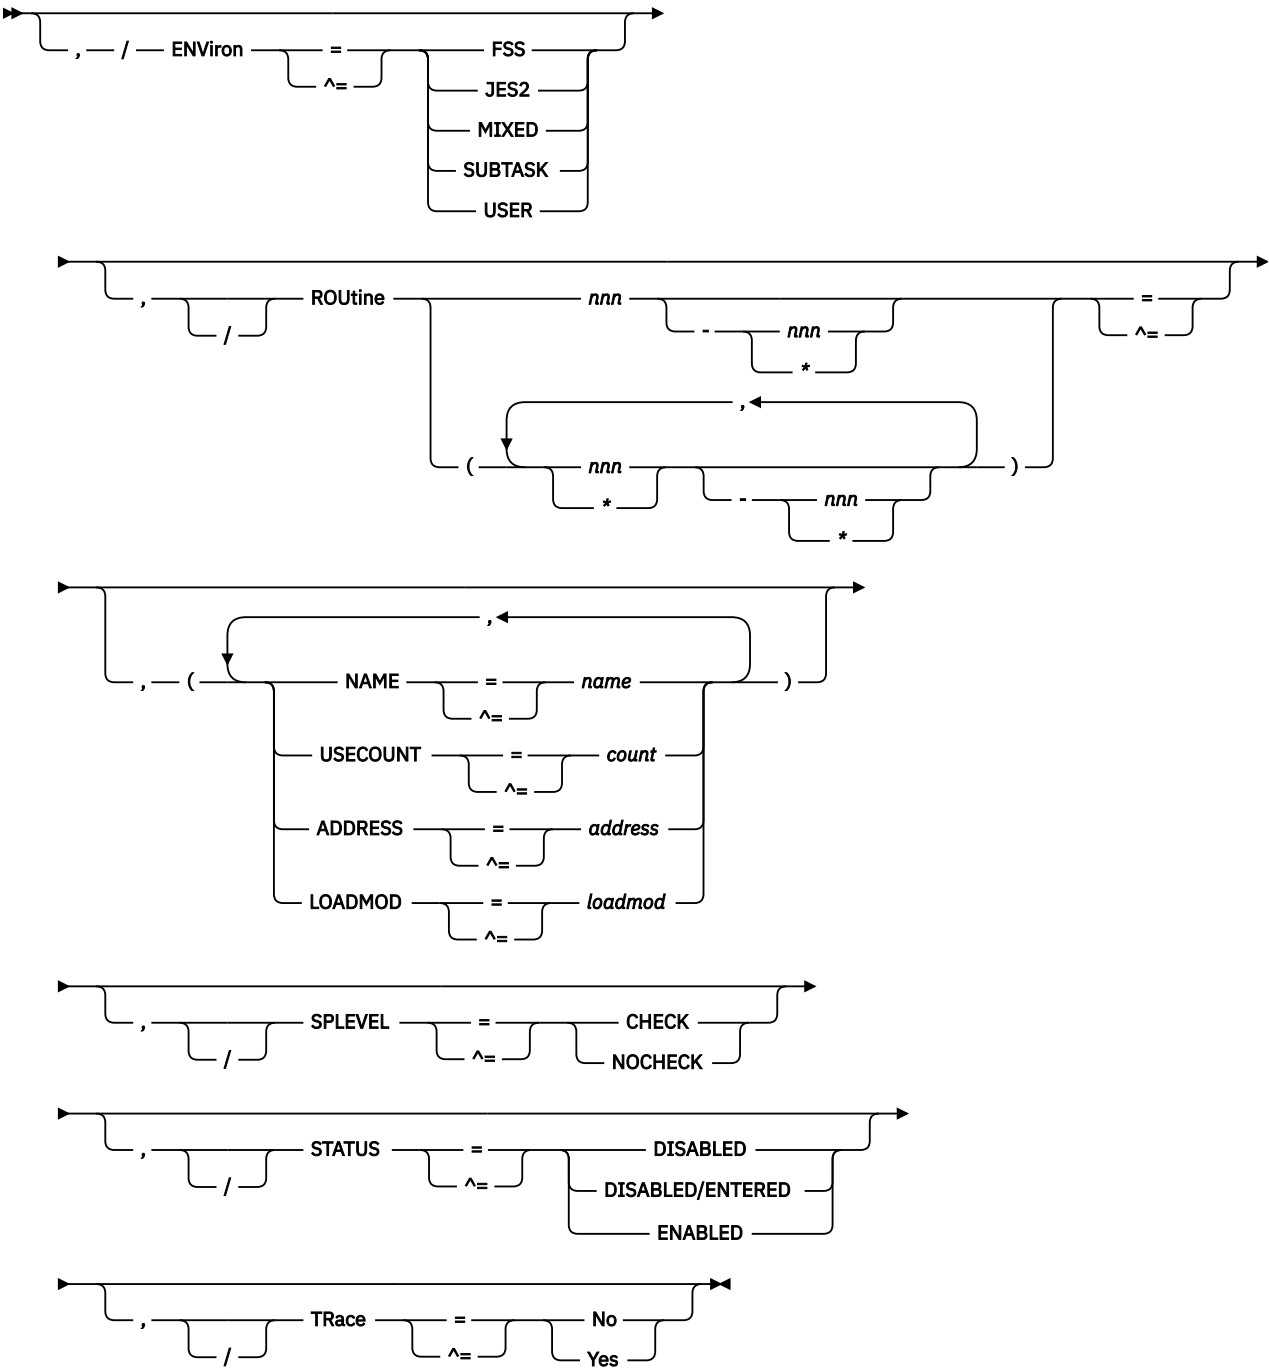 , / ENViron = FSS
^= JES2
MIXED
SUBTASK
USER
, ROUtine nnn =
/ - nnn ^=
*
,
( nnn )
* - nnn
*
,
, ( NAME = name )
^=
USECOUNT = count
^=
ADDRESS = address
^=
LOADMOD = loadmod
^=
, SPLEVEL = CHECK
/ ^= NOCHECK
, STATUS = DISABLED
/ ^= DISABLED/ENTERED
ENABLED
, TRace = No
/ ^= Yes